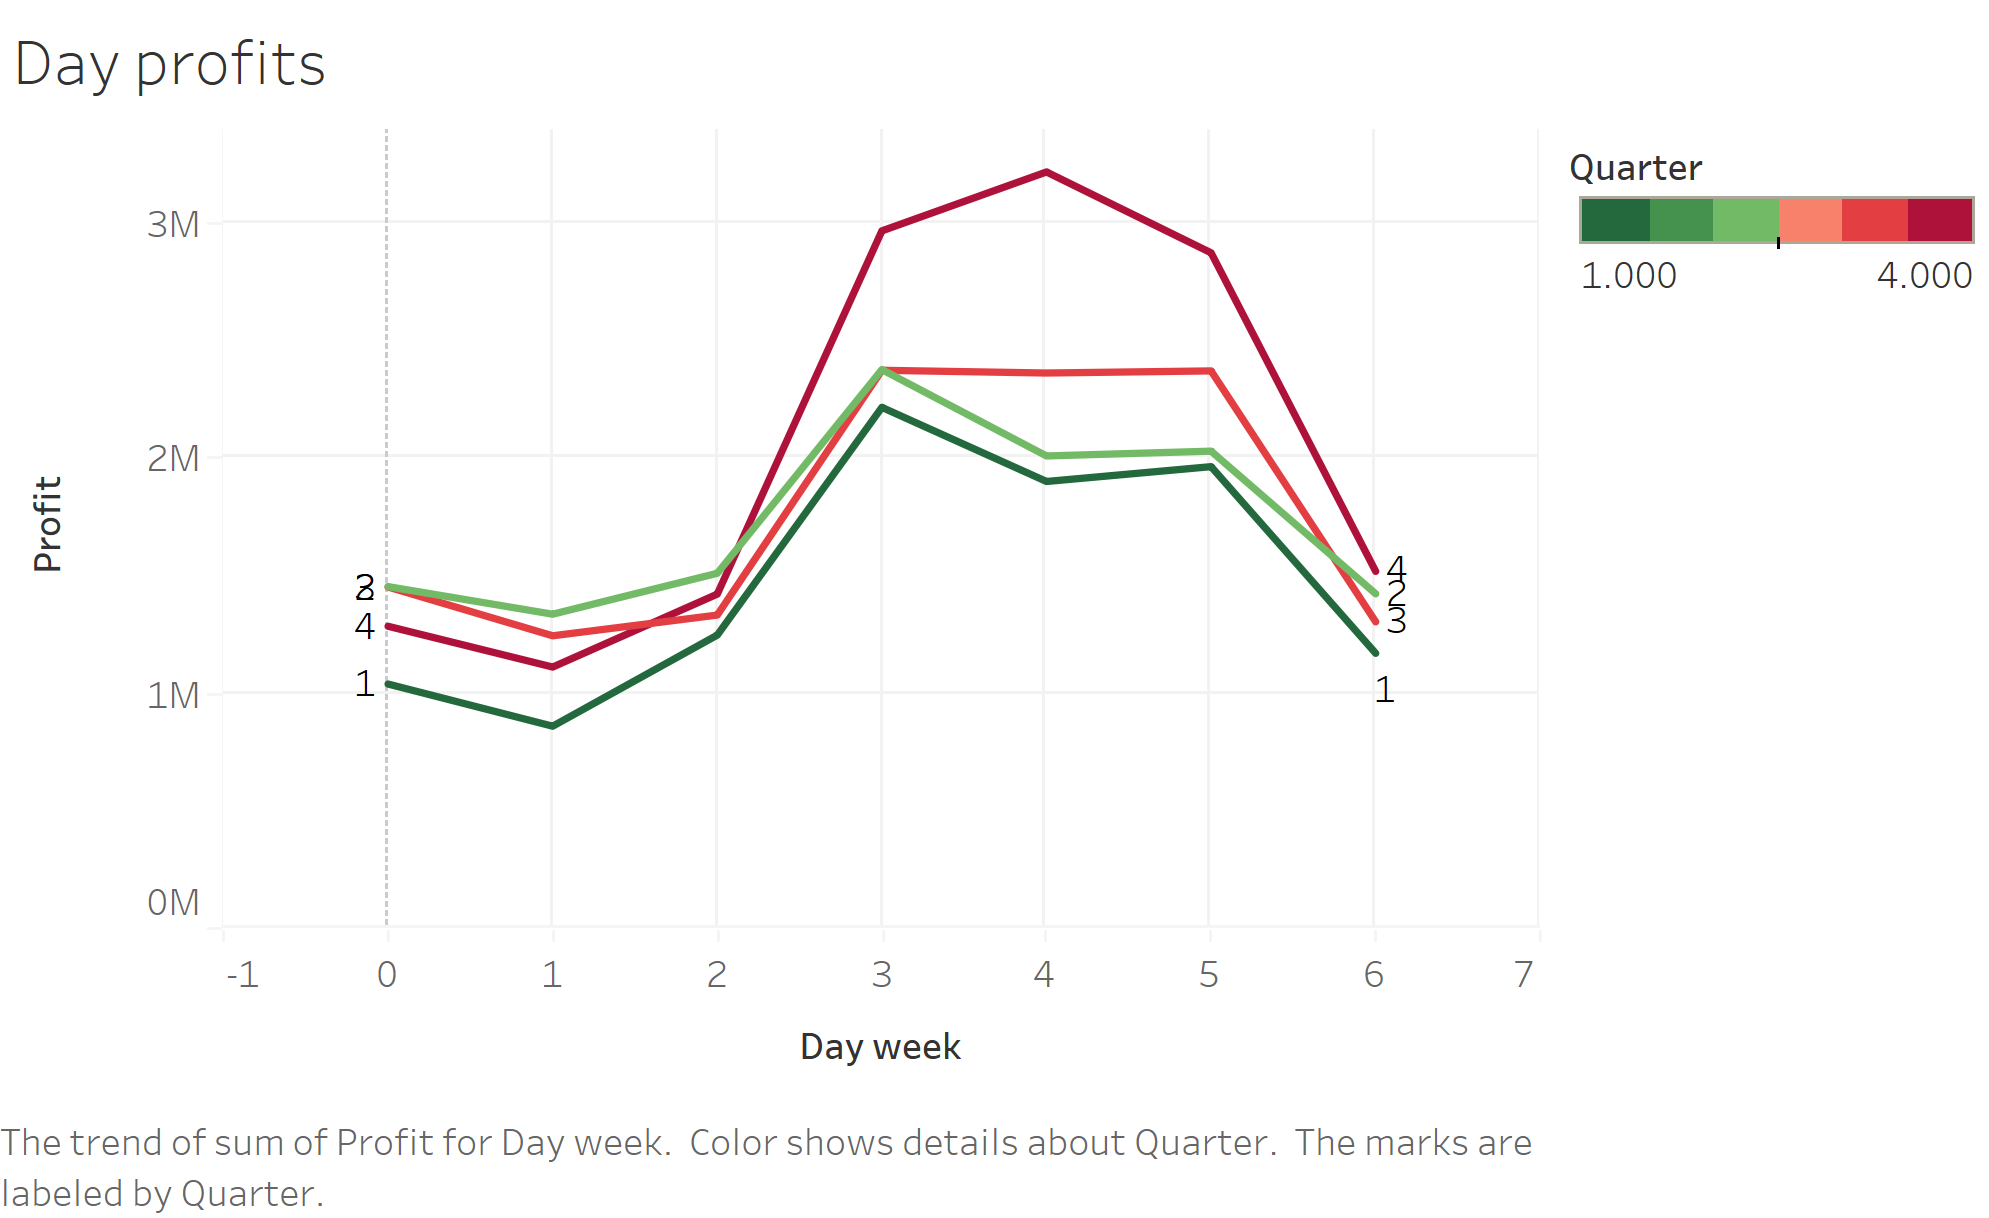 Day profits
Quarter
1.000 4.000
3M
2M
1M
0M
Profit
2
3
4
1
4
2
3
1
-1 0 1 2 3 4 5 6 7
Day week
The trend of sum of Profit for Day week. Color shows details about Quarter. The marks are
labeled by Quarter.